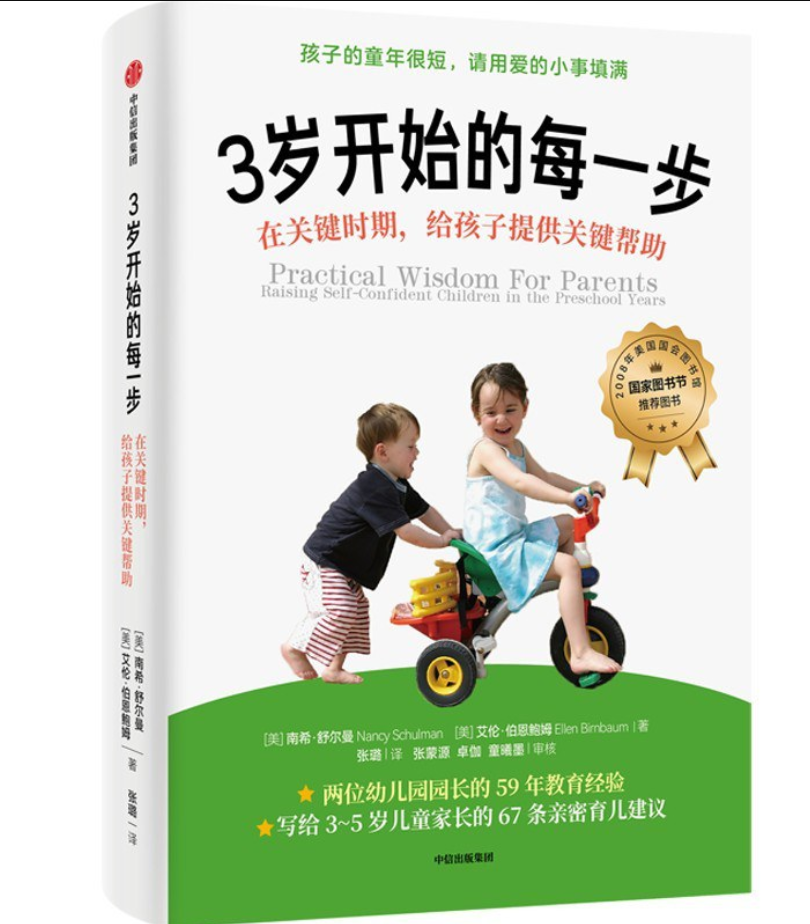 中信出版集团
3岁开始的每一步
在关键时期，
给孩子提供关键帮助
[美] 南希·舒尔曼
[美] 艾伦·伯恩鲍姆 著
张璐 译
孩子的童年很短，请用爱的小事填满
3岁开始的每一步
在关键时期，给孩子提供关键帮助
Practical Wisdom For Parents
Raising Self-Confident Children in the Preschool Years
2008年美国国会图书馆
国家图书节
推荐图书
[美] 南希·舒尔曼 Nancy Schulman [美] 艾伦·伯恩鲍姆 Ellen Birnbaum | 著
张璐 | 译 张蒙源 卓伽 童曦墨 | 审核
两位幼儿园园长的 59 年教育经验
写给 3~5 岁儿童家长的 67 条亲密育儿建议
中信出版集团